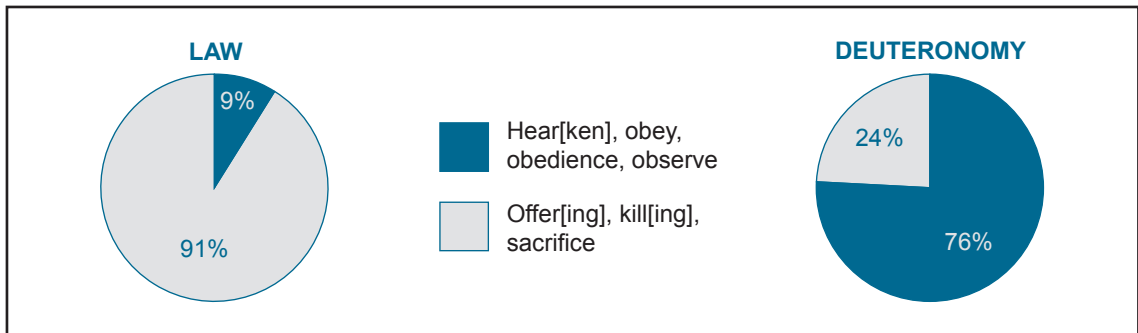 LAW
9%
91%
Hear[ken], obey,
obedience, observe
Offer[ing], kill[ing],
sacrifice
DEUTERONOMY
24%
76%